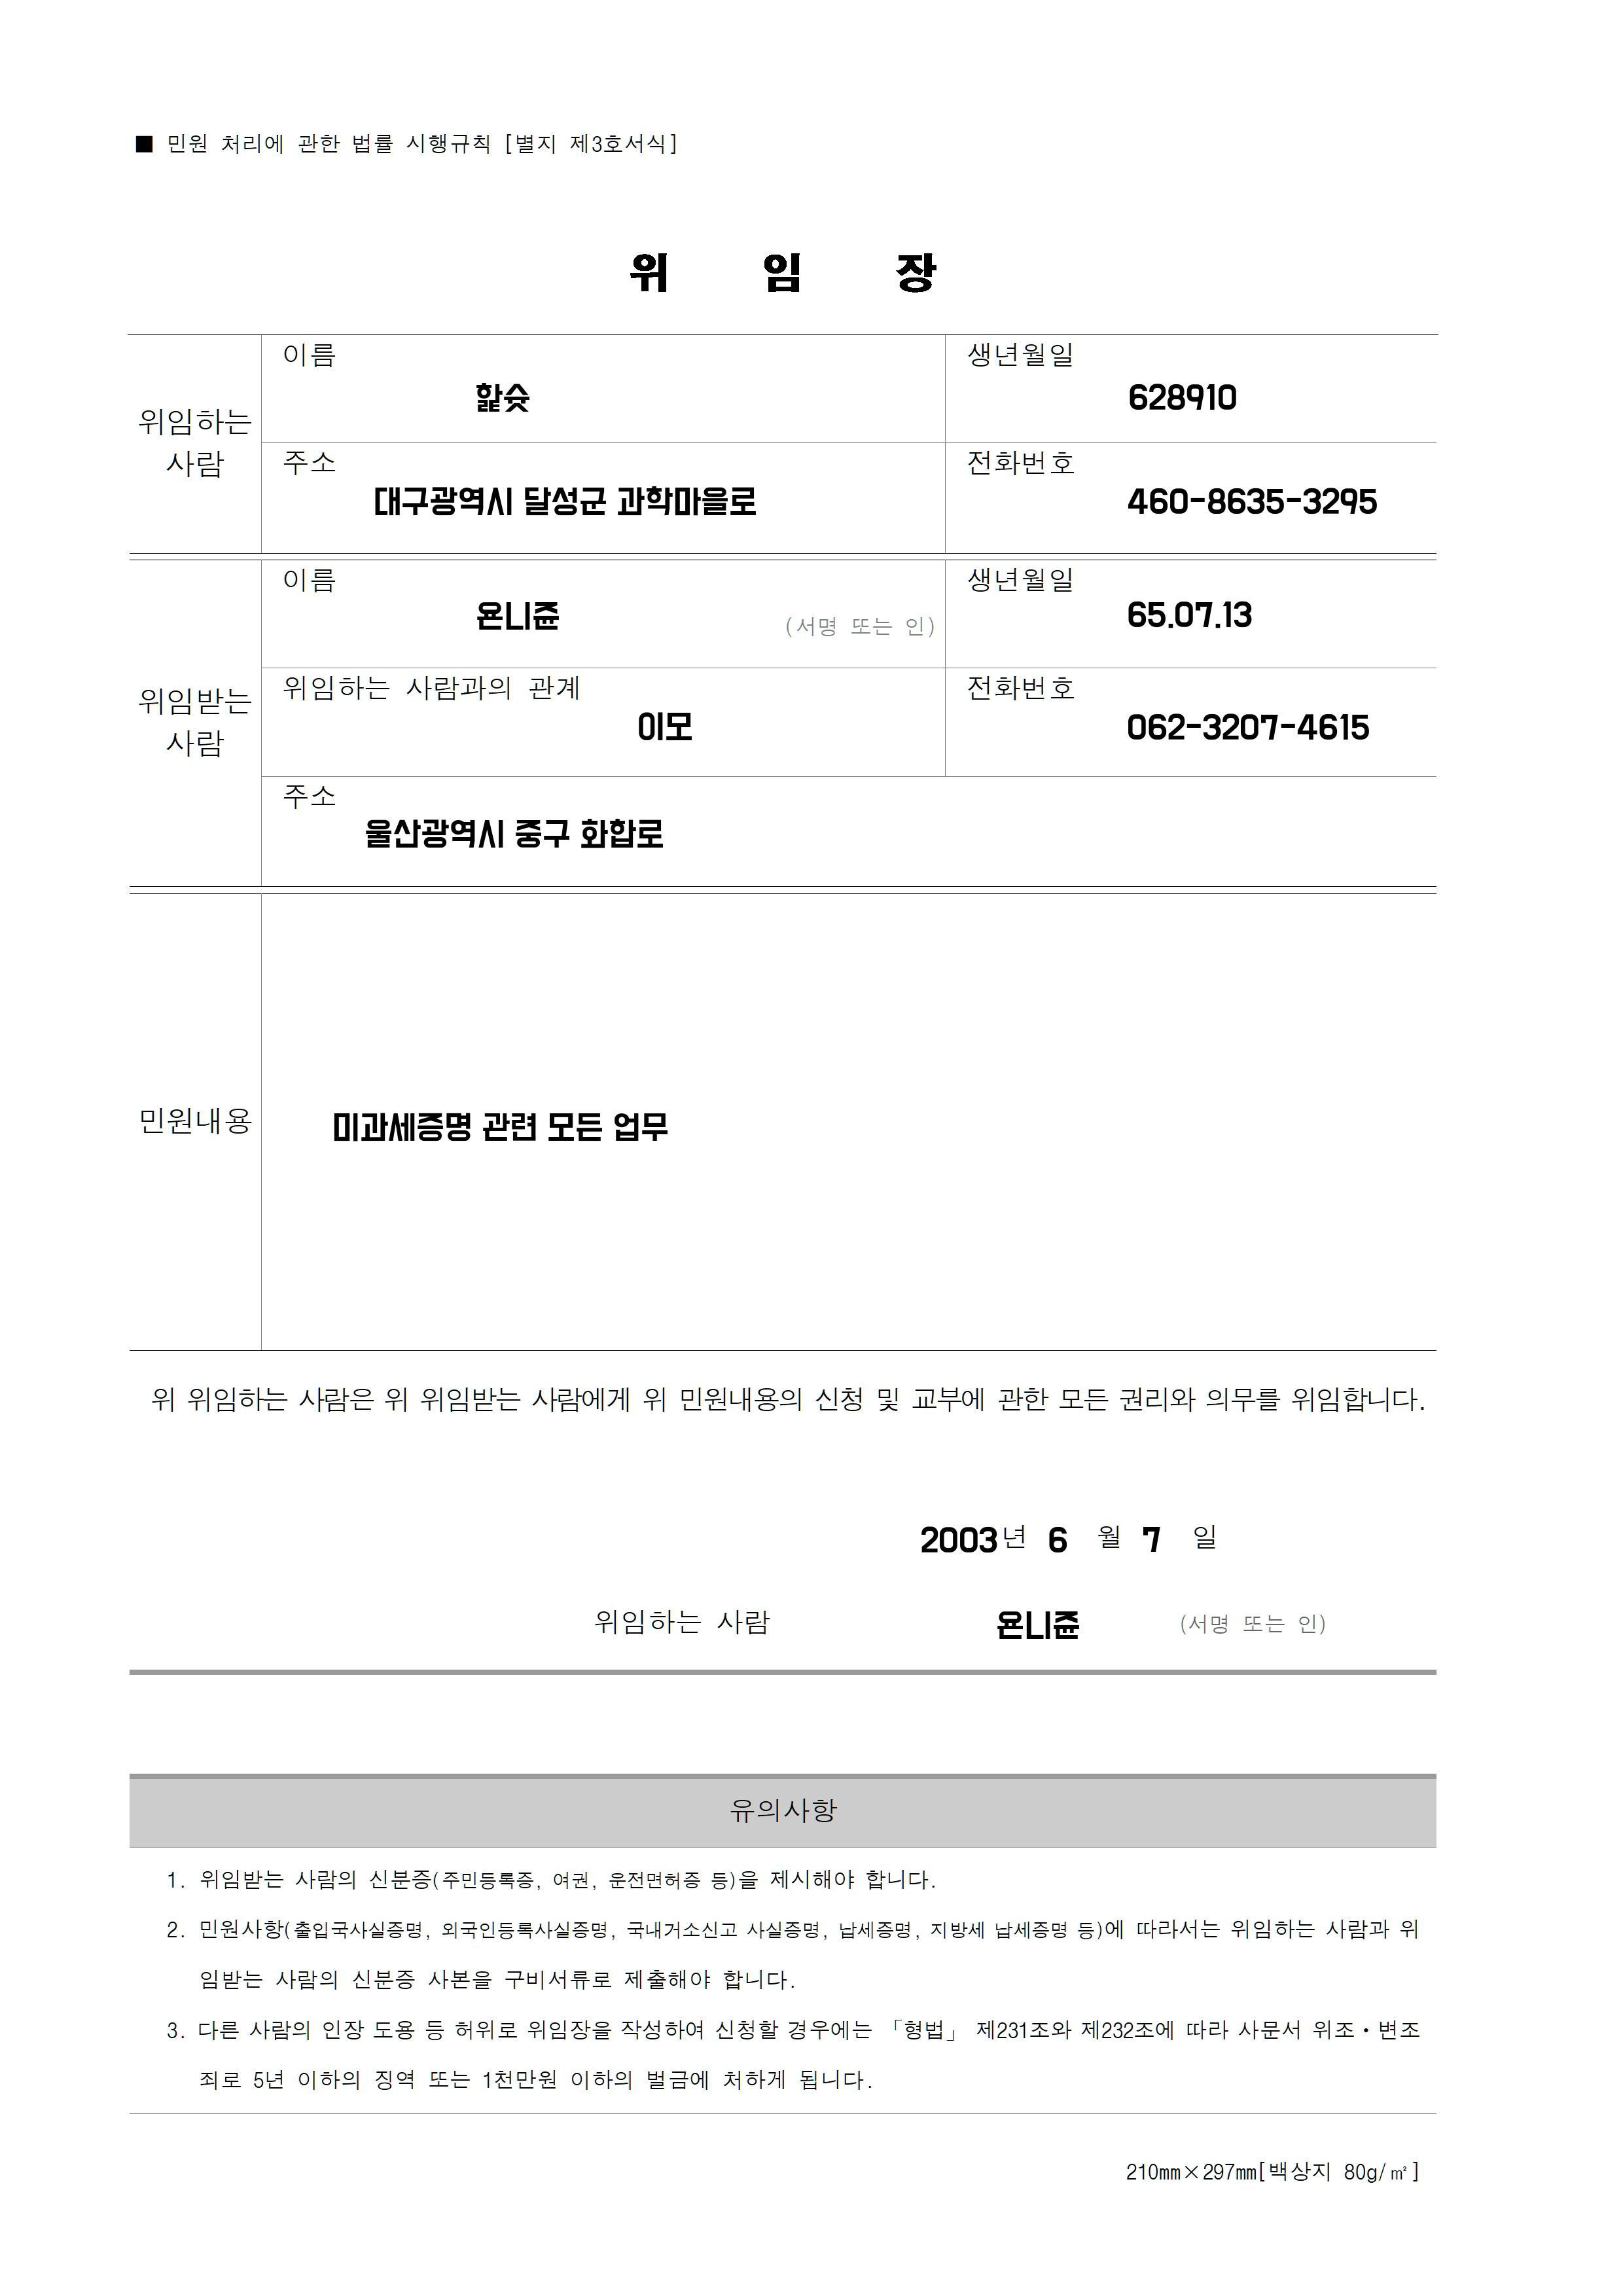 ■ 민원 처리에 관한 법률 시행규칙 [별지 제3호서식]
위 임 장
위임하는 사람
이름
핥슛
생년월일
628910
주소
대구광역시 달성군 과학마을로
전화번호
460-8635-3295
위임받는 사람
이름
욘니쥰
(서명 또는 인)
생년월일
65.07.13
위임하는 사람과의 관계
이모
전화번호
062-3207-4615
주소
울산광역시 중구 화합로
민원내용
미과세증명 관련 모든 업무
위 위임하는 사람은 위 위임받는 사람에게 위 민원내용의 신청 및 교부에 관한 모든 권리와 의무를 위임합니다.
2003년 6 월 7 일
위임하는 사람 욘니쥰 (서명 또는 인)
유의사항
1. 위임받는 사람의 신분증(주민등록증, 여권, 운전면허증 등)을 제시해야 합니다.
2. 민원사항(출입국사실증명, 외국인등록사실증명, 국내거소신고 사실증명, 납세증명, 지방세 납세증명 등)에 따라서는 위임하는 사람과 위
임받는 사람의 신분증 사본을 구비서류로 제출해야 합니다.
3. 다른 사람의 인장 도용 등 허위로 위임장을 작성하여 신청할 경우에는 「형법」 제231조와 제232조에 따라 사문서 위조·변조
죄로 5년 이하의 징역 또는 1천만원 이하의 벌금에 처하게 됩니다.
210㎜×297㎜[백상지 80g/㎡]